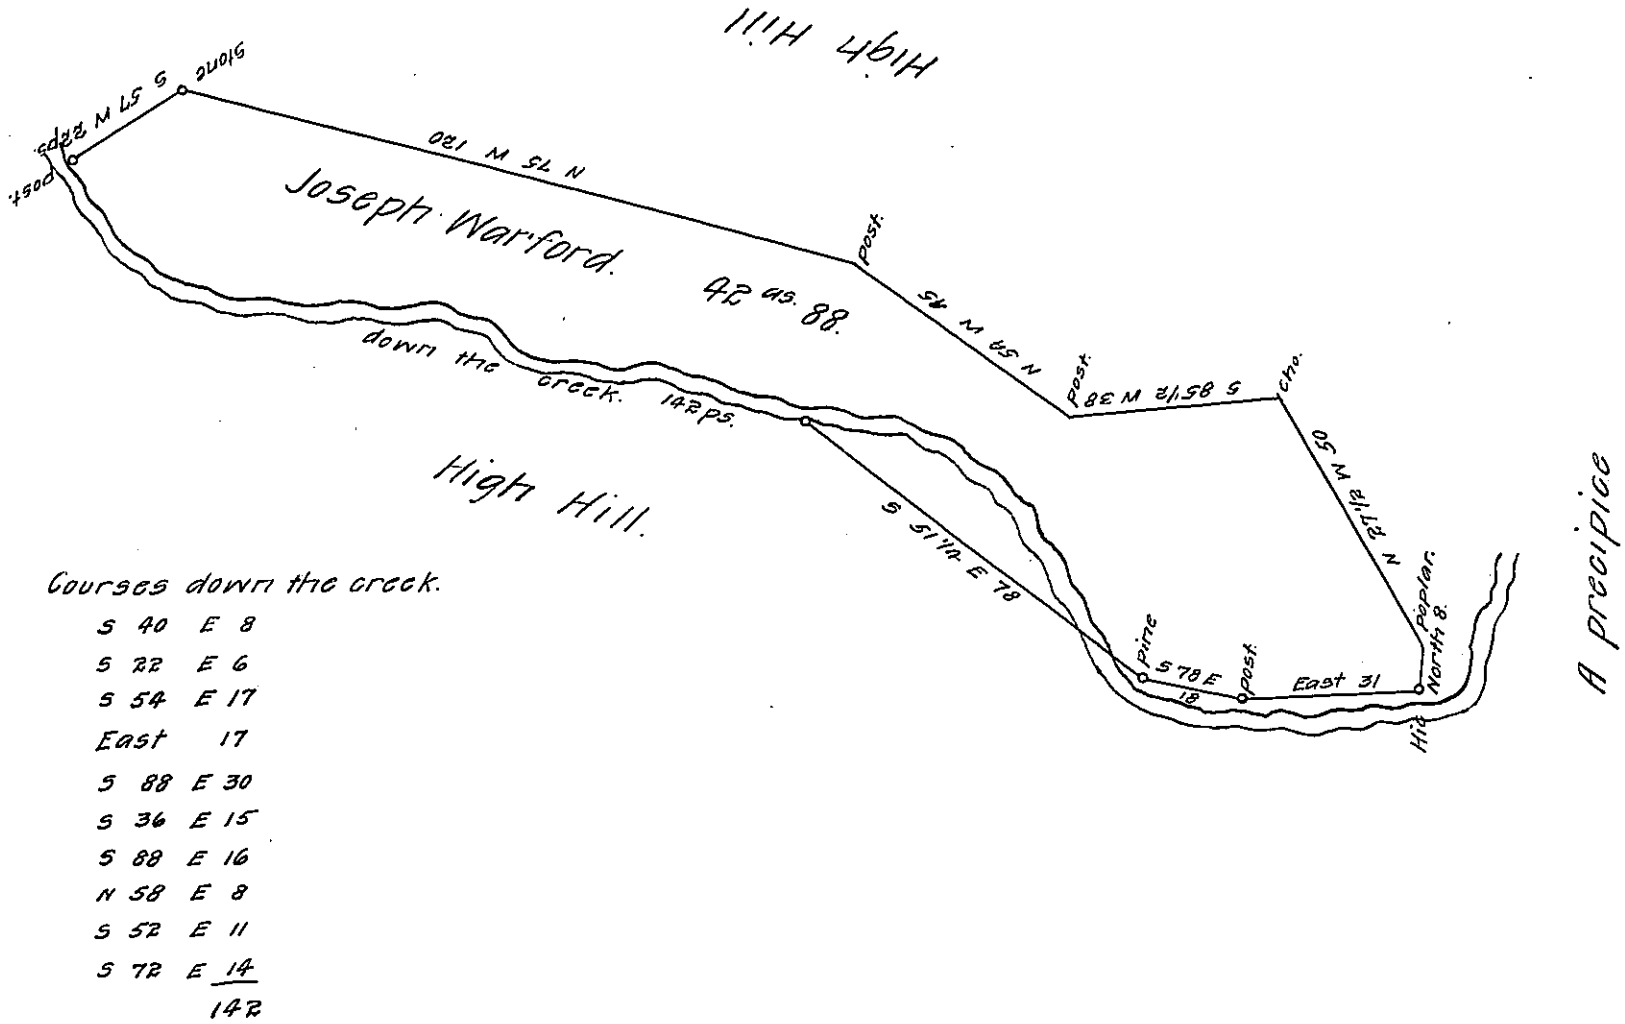 High Hill
Stone
S 57 W 22ps.
post.
N 75 W 120
Joseph Warford.
42 as. 88.
post.
N 54 W 45
post.
S 85 1/2 W 38
cho.
N 27 1/2 W 50
Poplar.
North 8.
Hic
East 31
post.
S 78 E
18
pine
S 51 1/4 E 78
down the creek. 142 ps.
High Hill.
A precipice
Courses down the creek.
S 40 E 8
S 22 E 6
S 54 E 17
East 17
S 88 E 30
S 36 E 15
S 88 E 16
N 58 E 8
S 52 E 11
S 72 E 14
142